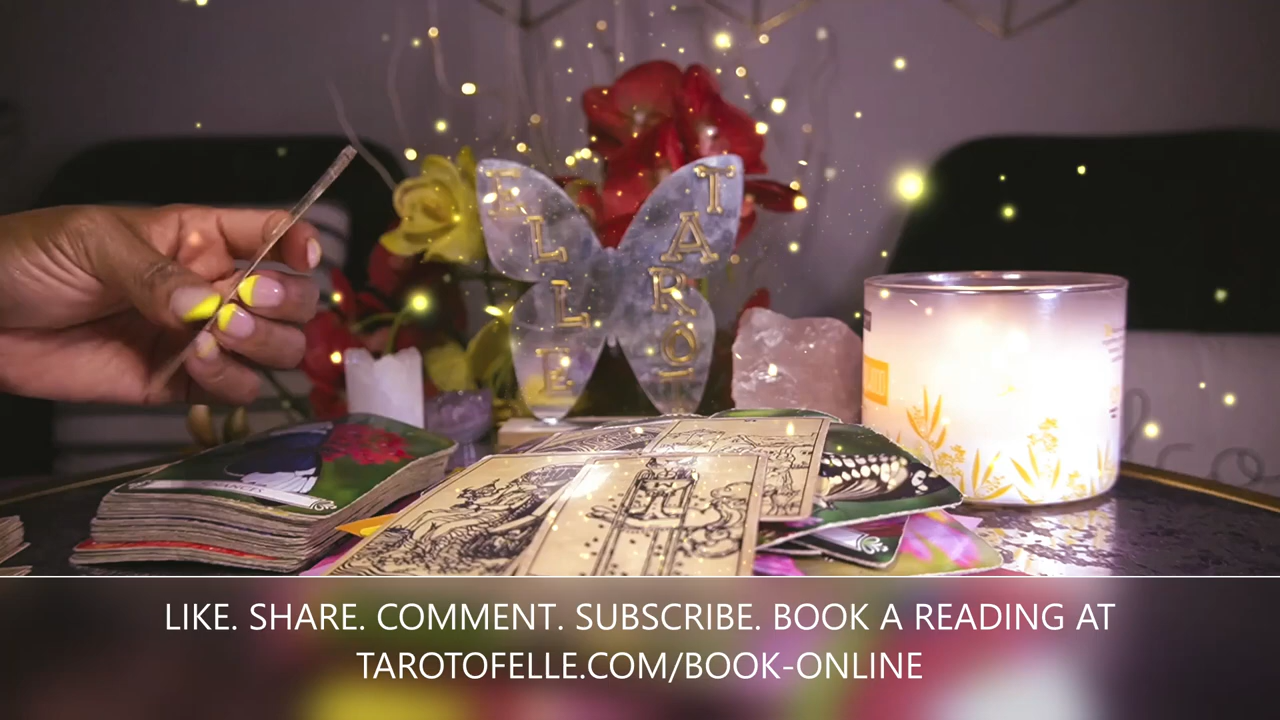 ELLE
TAROT
LIKE. SHARE. COMMENT. SUBSCRIBE. BOOK A READING AT
TAROTOFELLE.COM/BOOK-ONLINE